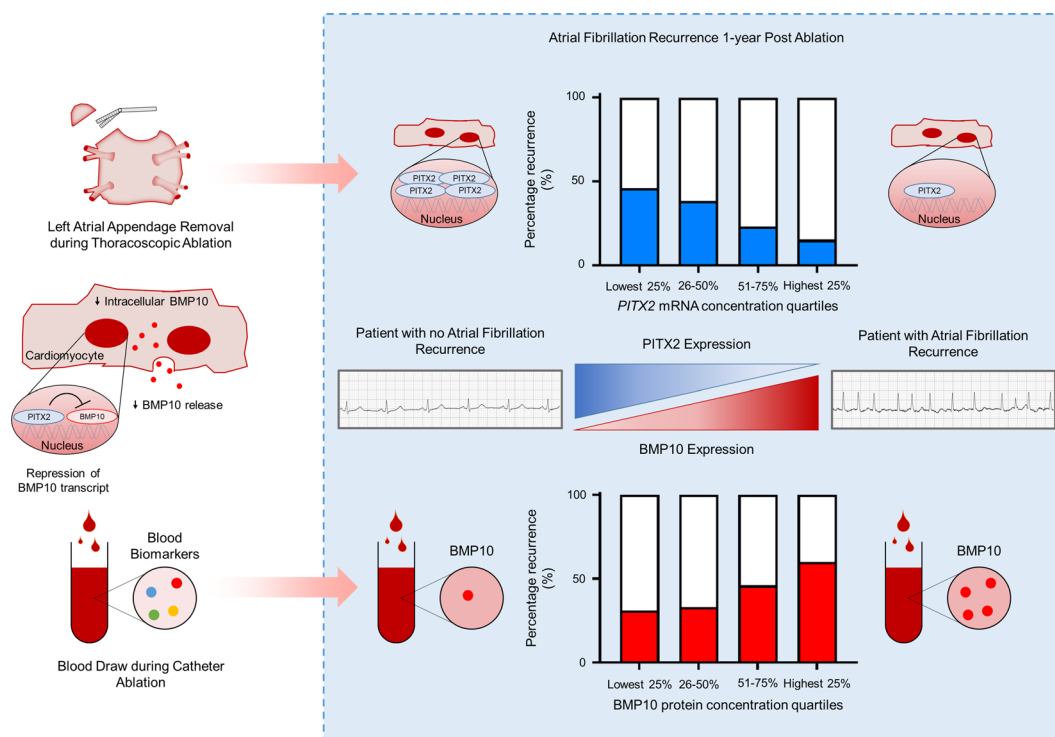 Atrial Fibrillation Recurrence 1-year Post Ablation
Left Atrial Appendage Removal
during Thoracoscopic Ablation
PITX2
PITX2
PITX2
PITX2
Nucleus
Percentage recurrence
(%)
100
50
0
Lowest 25%
26-50%
51-75%
Highest 25%
PITX2 mRNA concentration quartiles
PITX2
Nucleus
↓ Intracellular BMP10
Cardiomyocyte
↓ BMP10 release
PITX2
BMP10
Nucleus
Repression of
BMP10 transcript
Patient with no Atrial Fibrillation
Recurrence
PITX2 Expression
BMP10 Expression
Patient with Atrial Fibrillation
Recurrence
Blood
Biomarkers
Blood Draw during Catheter
Ablation
BMP10
Percentage recurrence
(%)
100
50
0
Lowest 25%
26-50%
51-75%
Highest 25%
BMP10 protein concentration quartiles
BMP10